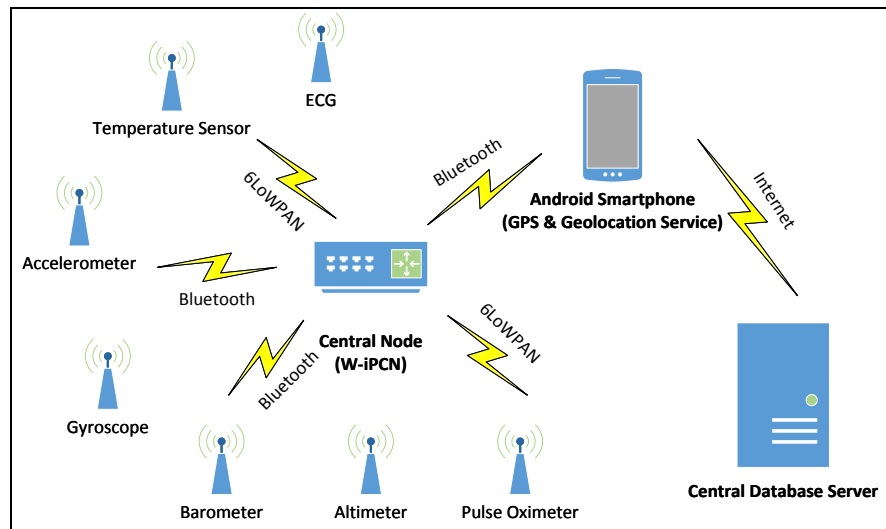 ECG
Temperature Sensor
6LoWPAN
Bluetooth
Android Smartphone
(GPS & Geolocation Service)
Internet
Accelerometer
Bluetooth
Central Node
(W-iPCN)
6LoWPAN
Bluetooth
Gyroscope
Barometer
Altimeter
Pulse Oximeter
Central Database Server